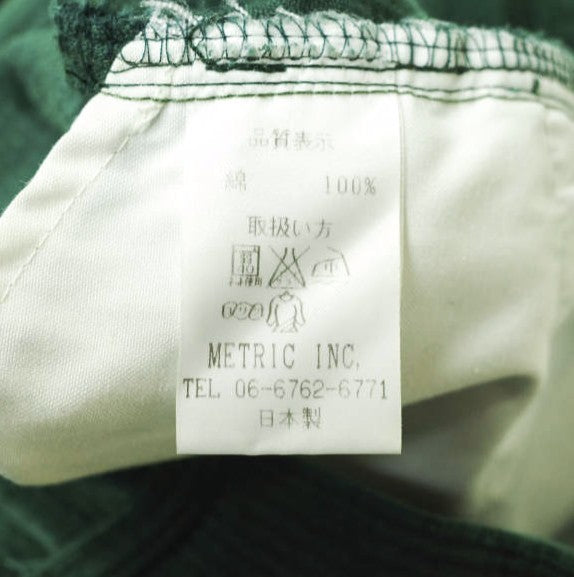 品質表示
綿 100%
取扱い方
METRIC INC.
TEL 06-6762-6771
日本製